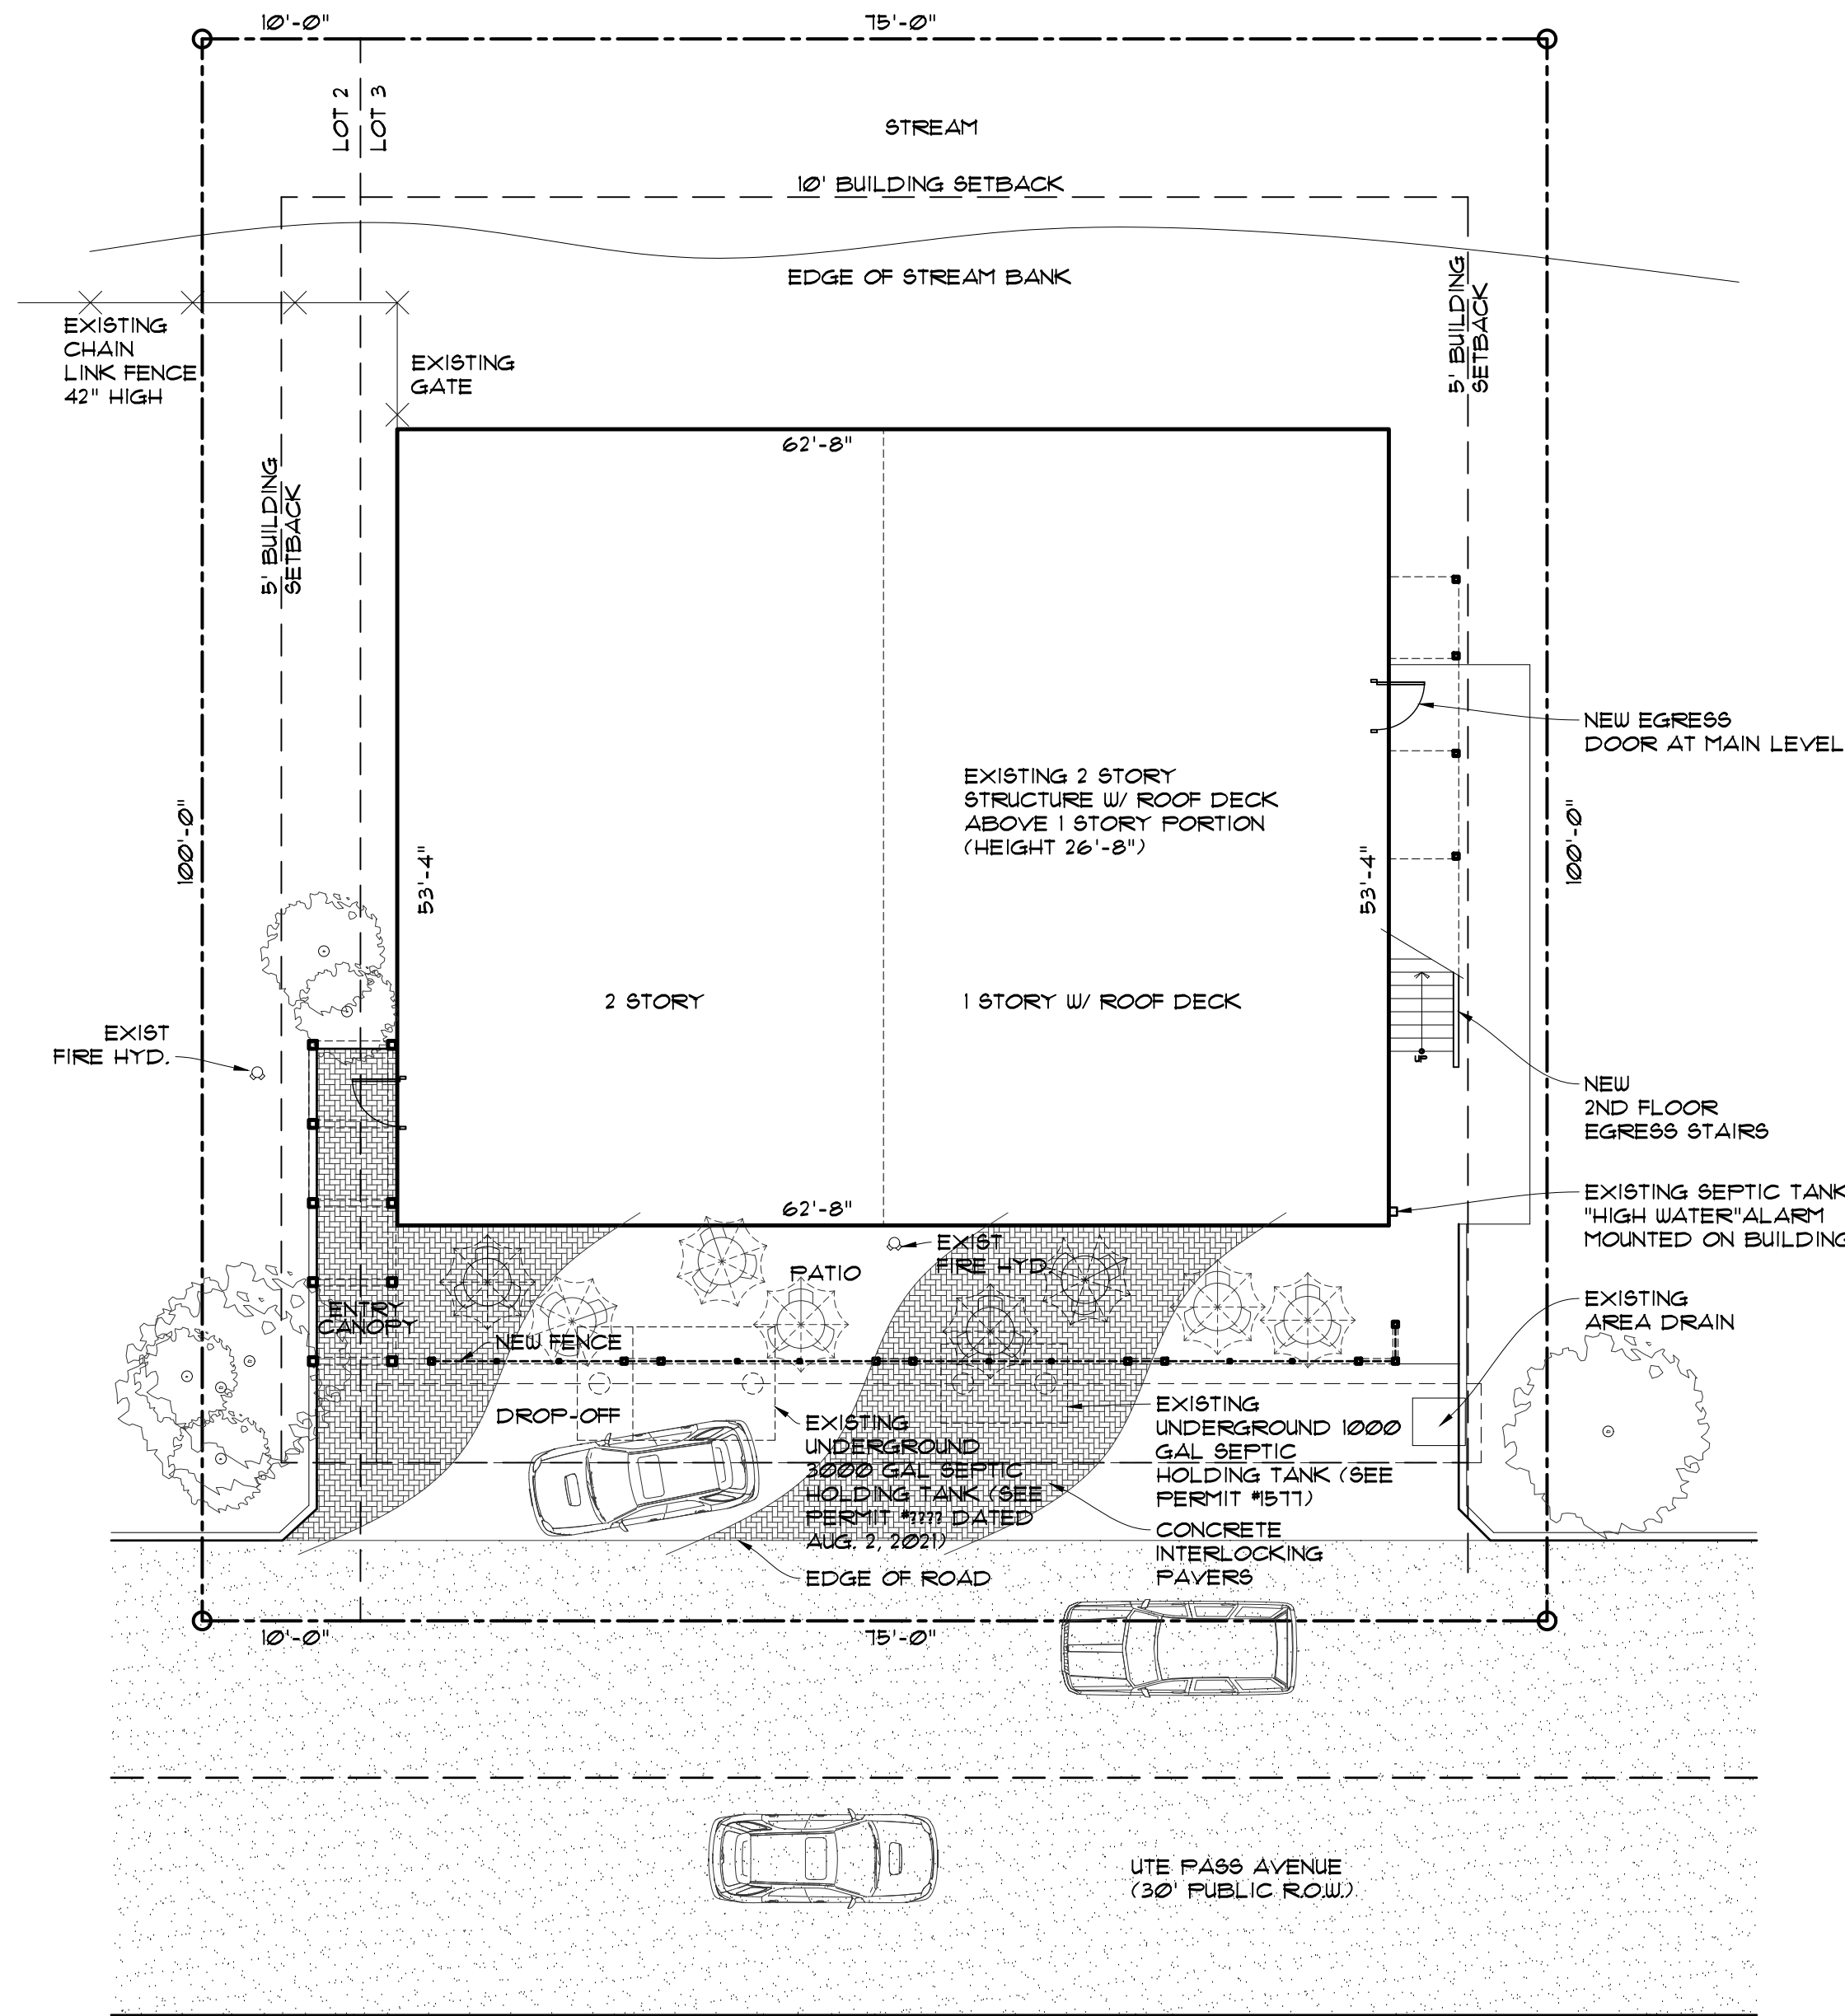 10'-0"
75'-0"
LOT 2
LOT 3
STREAM
10' BUILDING SETBACK
EDGE OF STREAM BANK
5' BUILDING
SETBACK
EXISTING
CHAIN
LINK FENCE
42" HIGH
EXISTING
GATE
62'-8"
5' BUILDING
SETBACK
NEW EGRESS
DOOR AT MAIN LEVEL
EXISTING 2 STORY
STRUCTURE W/ ROOF DECK
ABOVE 1 STORY PORTION
(HEIGHT 26'-8")
100'-0"
53'-4"
53'-4"
100'-0"
2 STORY
1 STORY W/ ROOF DECK
EXIST
FIRE HYD.
UP
NEW
2ND FLOOR
EGRESS STAIRS
62'-8"
EXISTING SEPTIC TANK
"HIGH WATER" ALARM
MOUNTED ON BUILDING
EXIST
FIRE HYD.
PATIO
ENTRY
CANOPY
NEW FENCE
EXISTING
AREA DRAIN
DROP-OFF
EXISTING
UNDERGROUND
3000 GAL SEPTIC
HOLDING TANK (SEE
PERMIT #???? DATED
AUG. 2, 2021)
EXISTING
UNDERGROUND 1000
GAL SEPTIC
HOLDING TANK (SEE
PERMIT #1577)
CONCRETE
INTERLOCKING
PAVERS
EDGE OF ROAD
10'-0"
75'-0"
UTE PASS AVENUE
(30' PUBLIC R.O.W.)